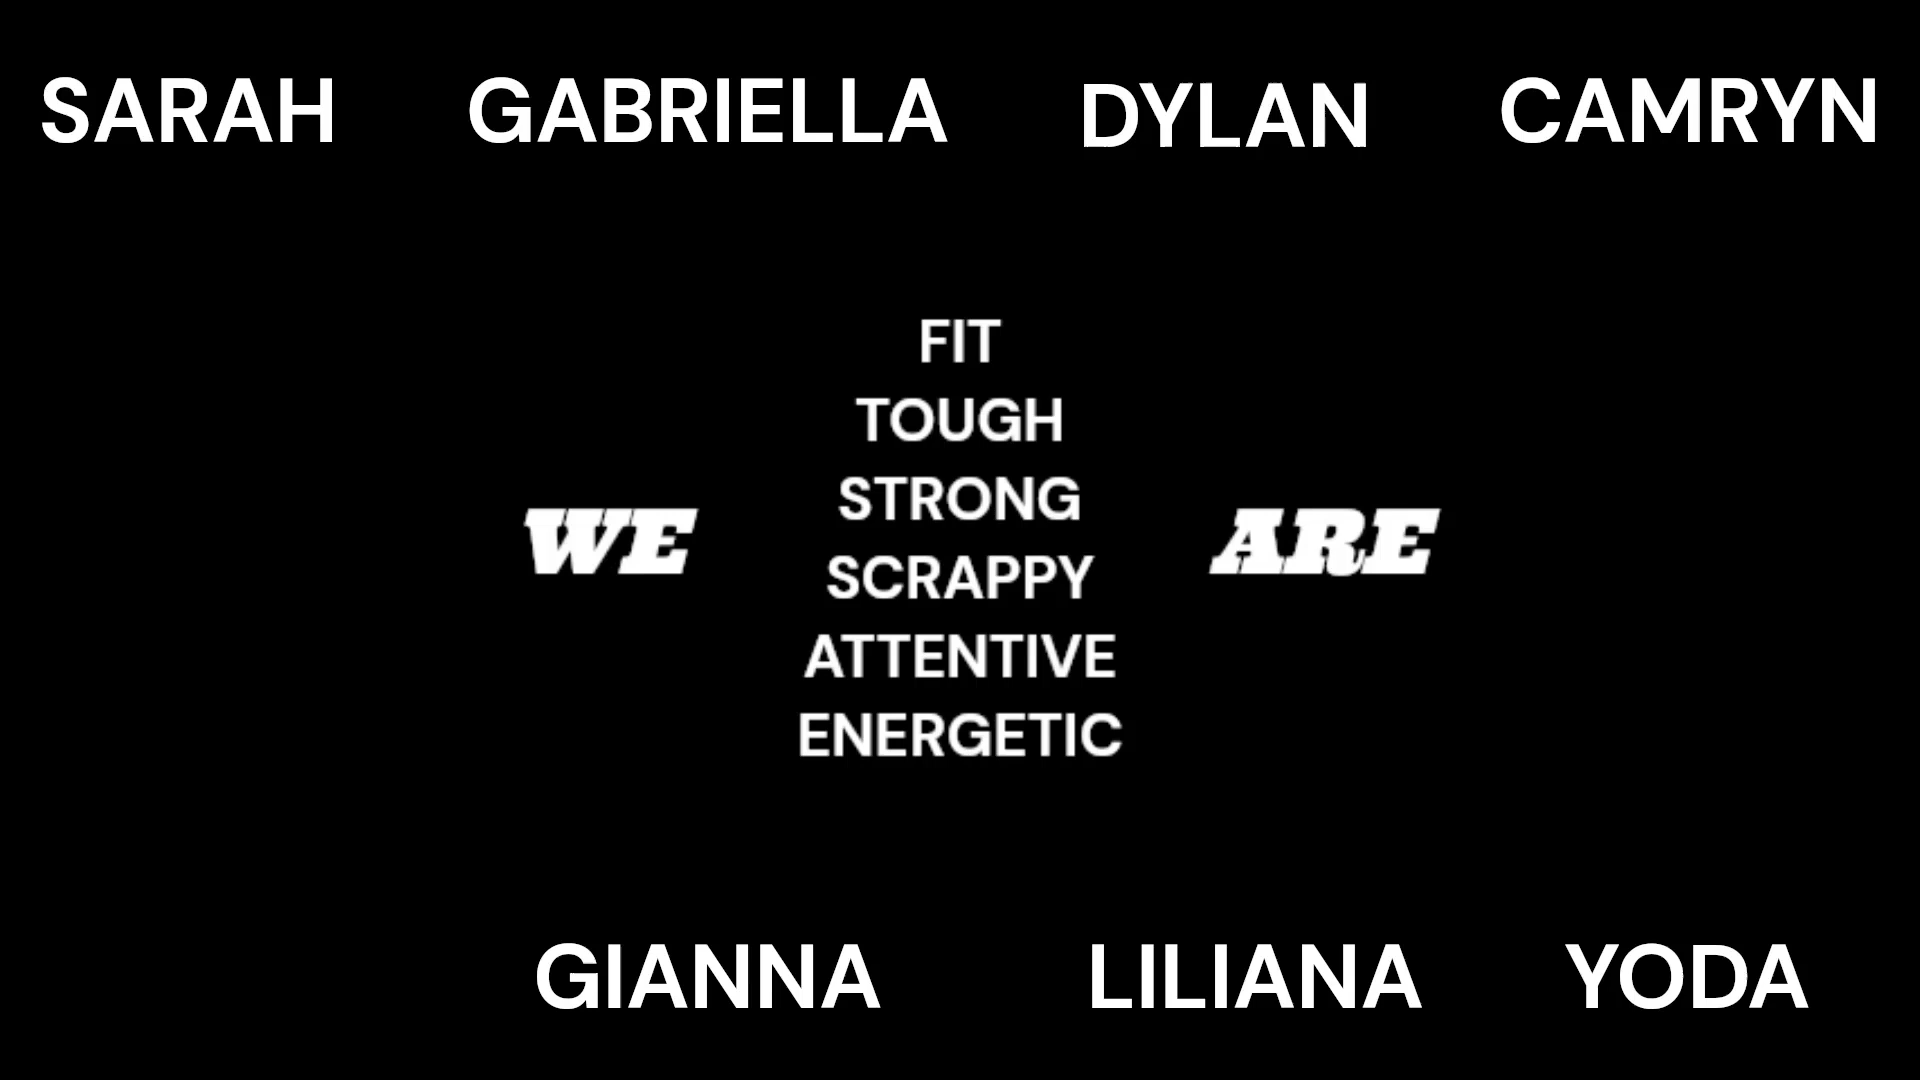 SARAH GABRIELLA DYLAN CAMRYN
FIT
TOUGH
STRONG
WE ARE
SCRAPPY
ATTENTIVE
ENERGETIC
GIANNA LILIANA YODA